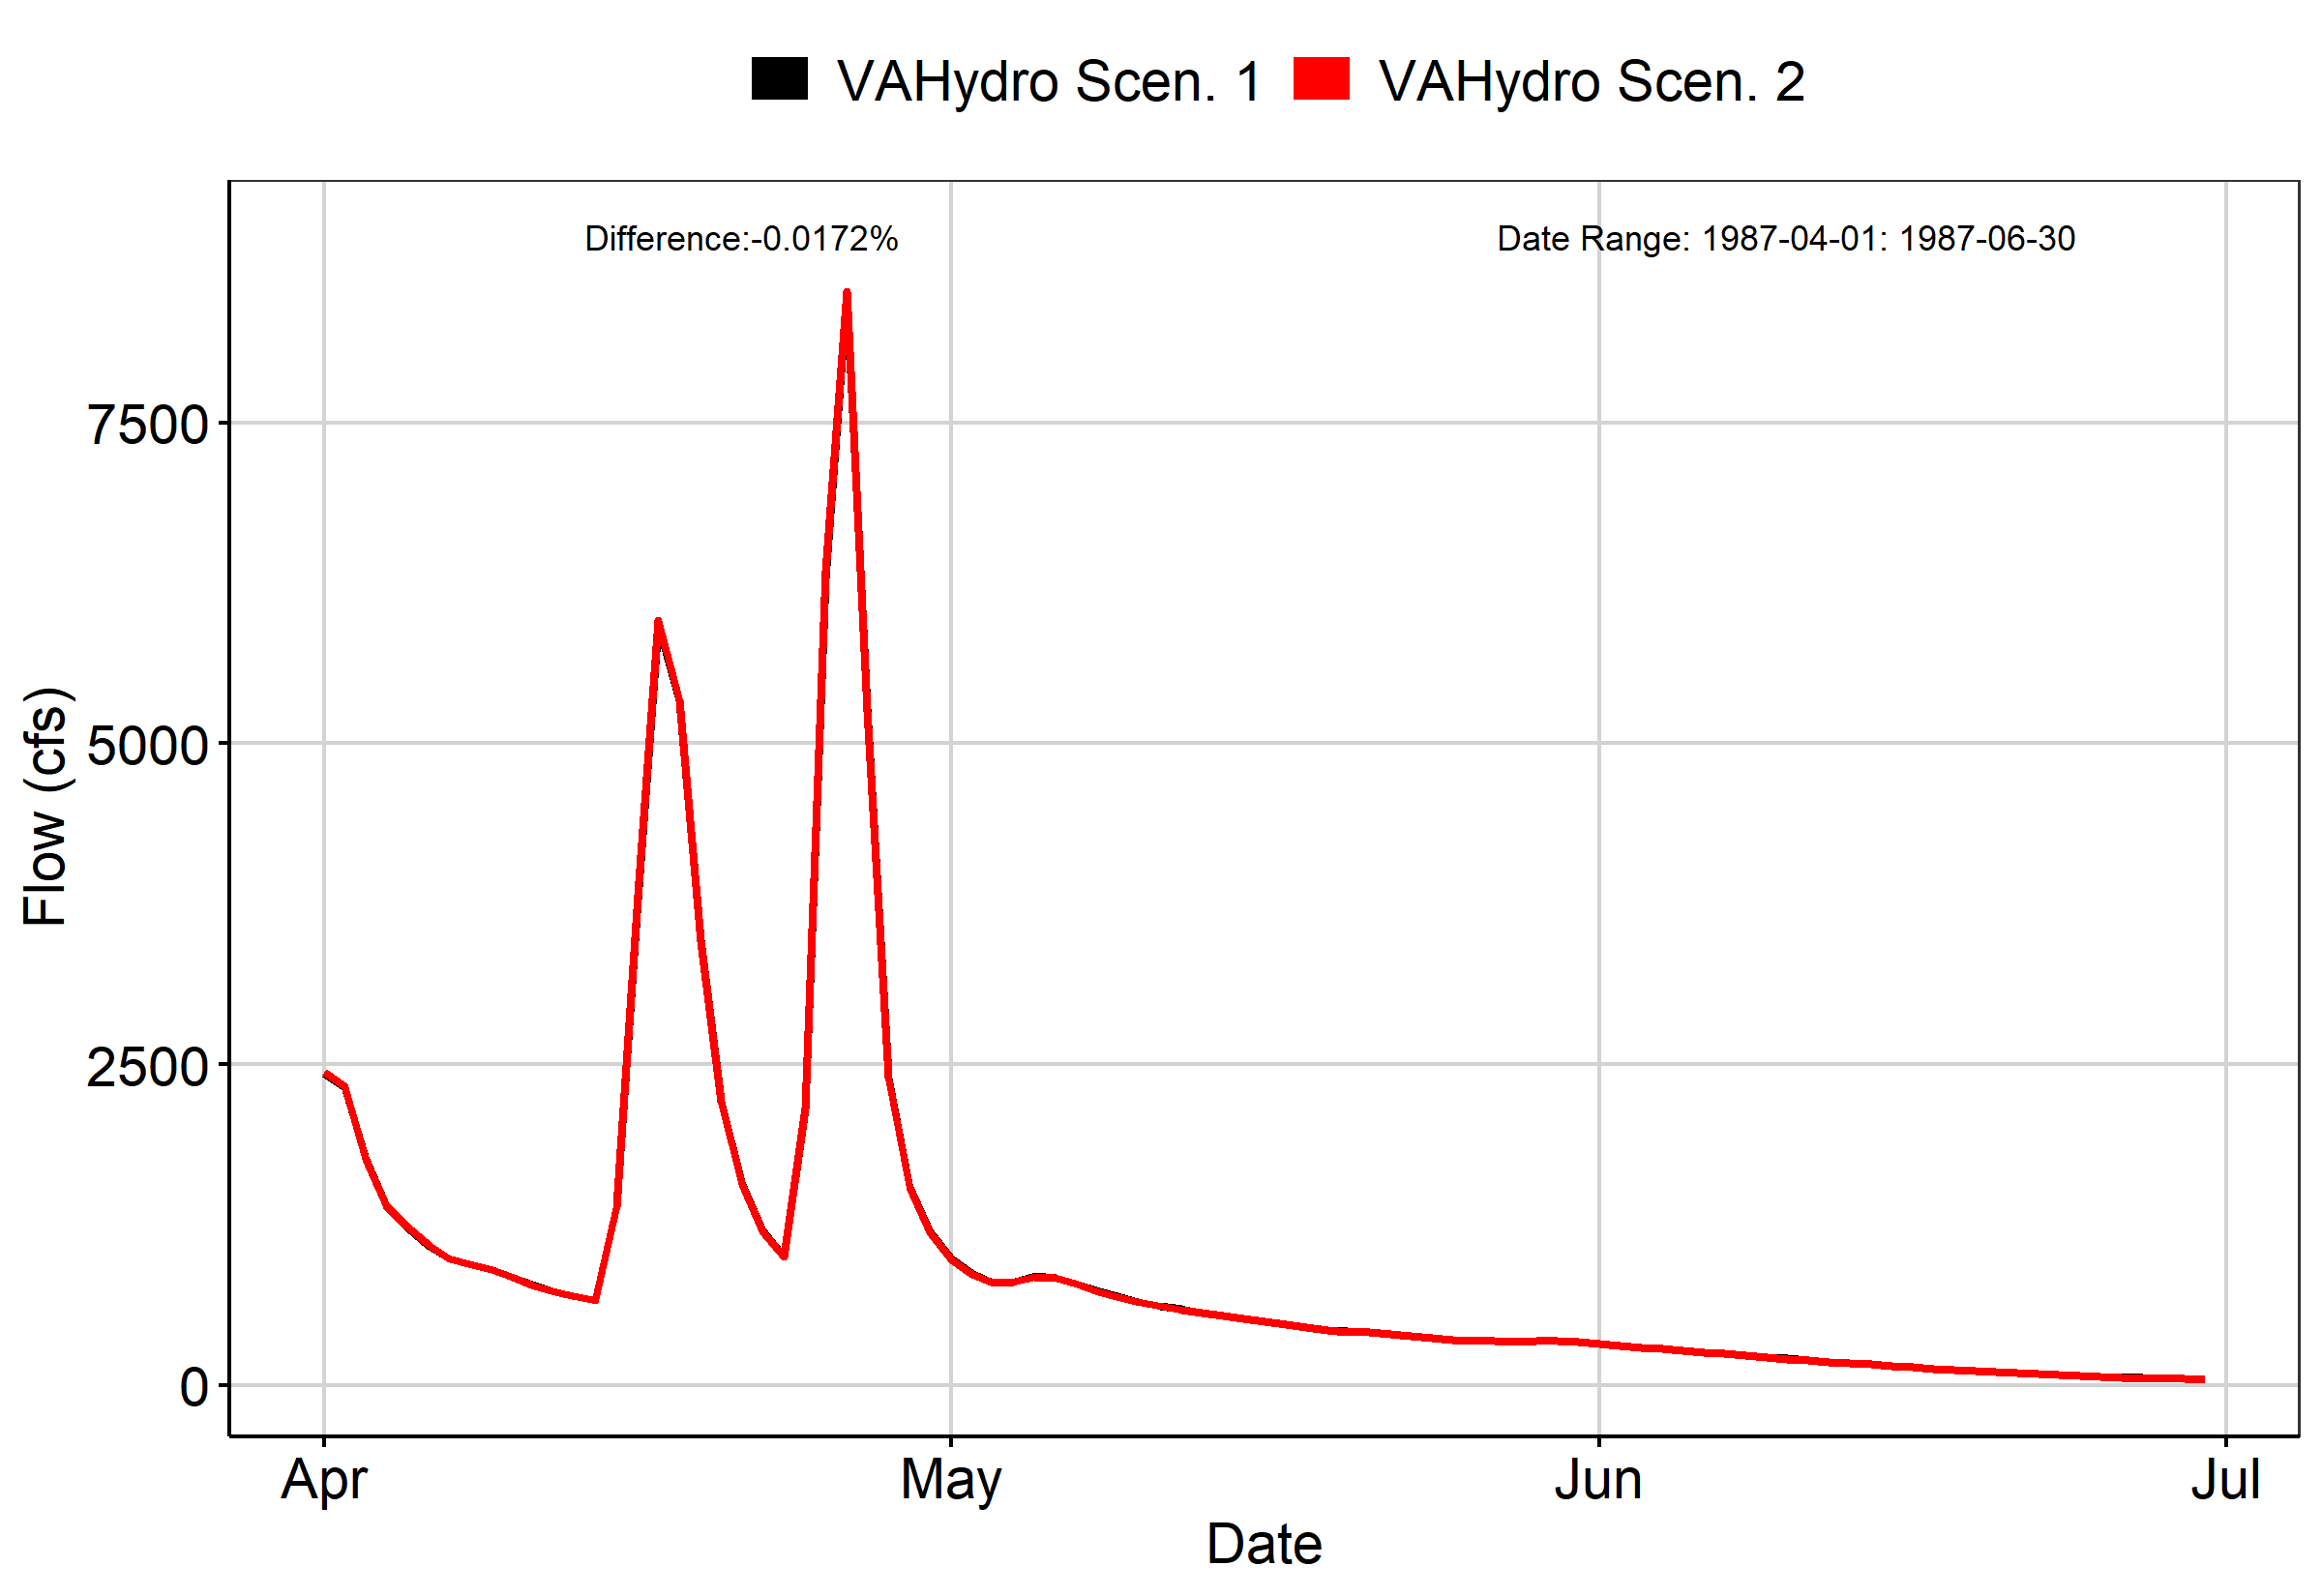 VAHydro Scen. 1 VAHydro Scen. 2
Difference:-0.0172% Date Range: 1987-04-01: 1987-06-30
7500
5000
2500
0
Flow (cfs)
Apr May Jun Jul
Date